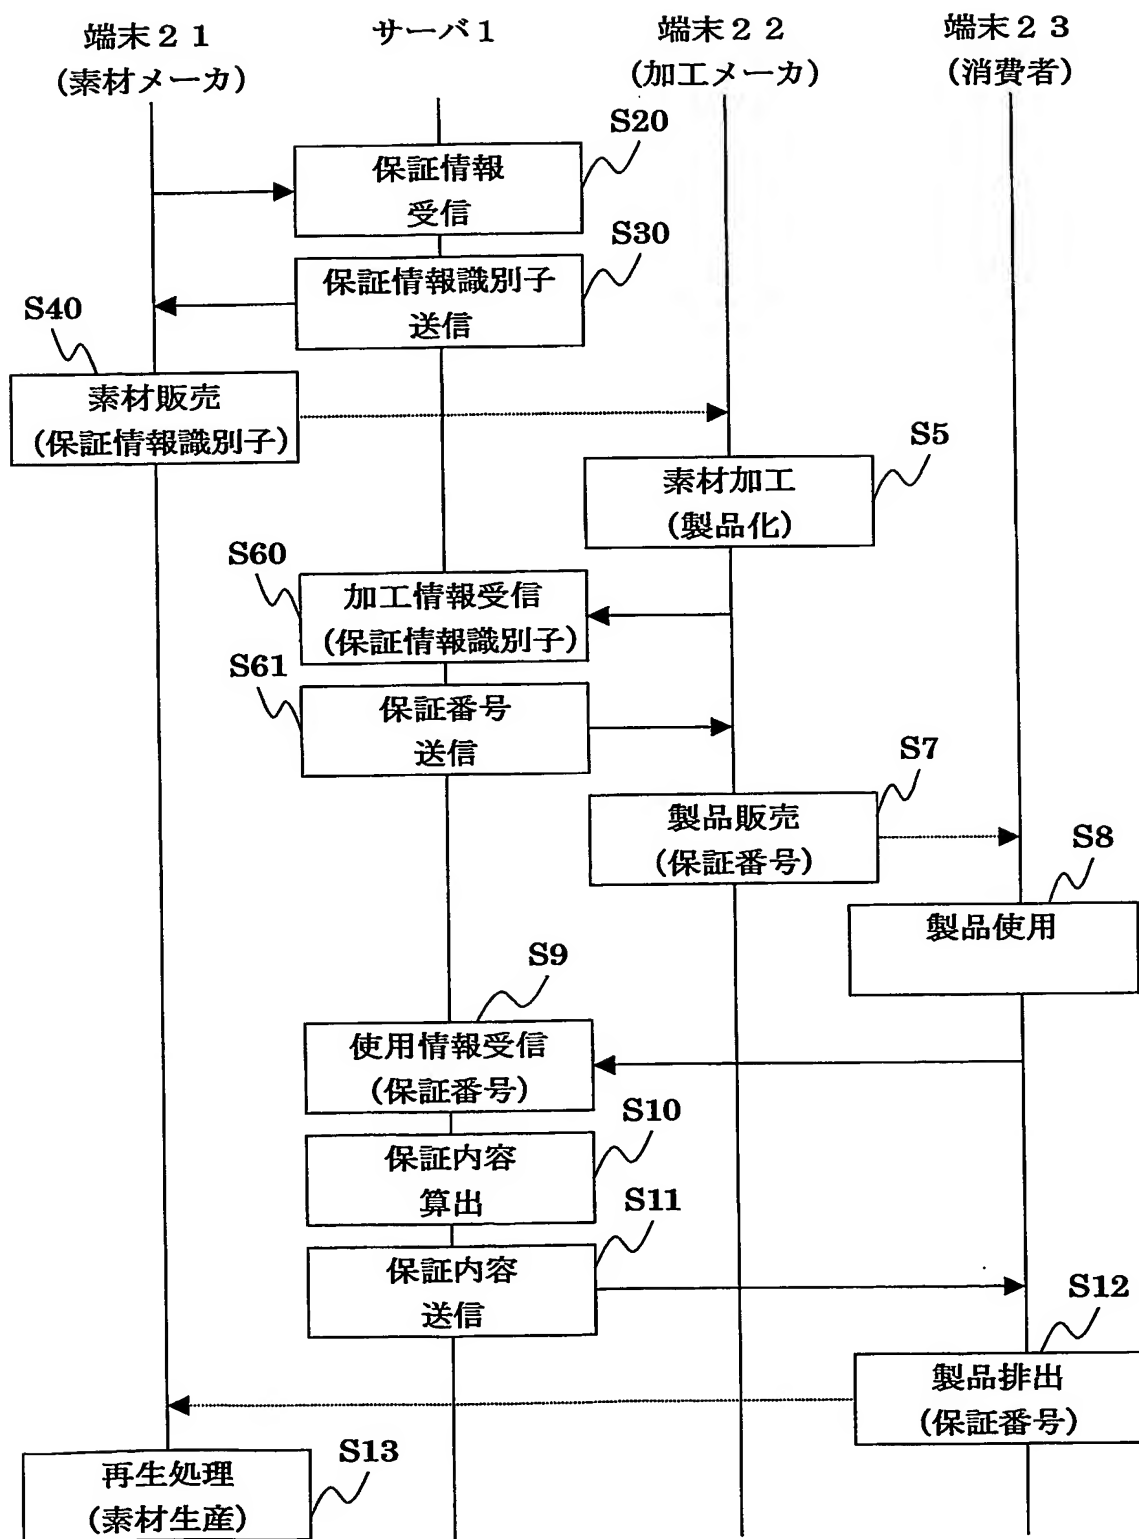 端末21
(素材メーカ)
サーバ1
端末22
(加工メーカ)
端末23
(消費者)
S20
保証情報
受信
S30
保証情報識別子
送信
S40
素材販売
(保証情報識別子)
S5
素材加工
(製品化)
S60
加工情報受信
(保証情報識別子)
S61
保証番号
送信
S7
製品販売
(保証番号)
S8
製品使用
S9
使用情報受信
(保証番号)
S10
保証内容
算出
S11
保証内容
送信
S12
製品排出
(保証番号)
S13
再生処理
(素材生産)